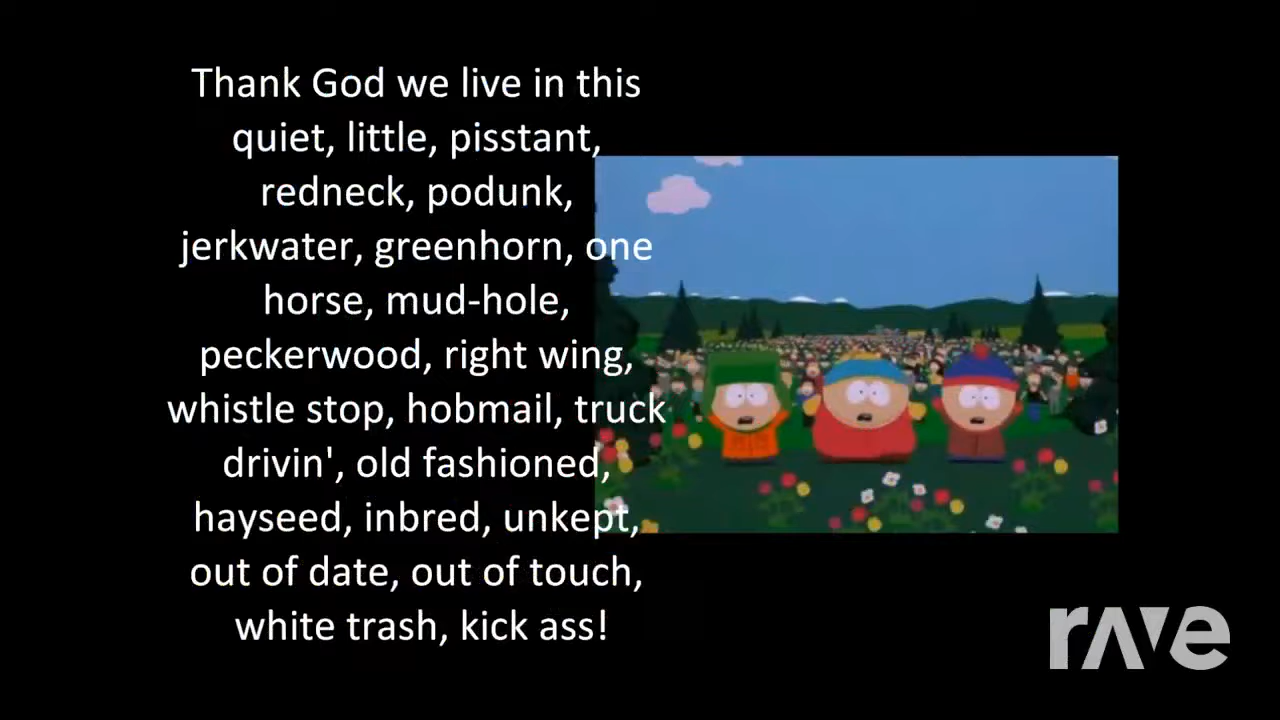 Thank God we live in this
quiet, little, pisstant,
redneck, podunk,
jerkwater, greenhorn, one
horse, mud-hole,
peckerwood, right wing,
whistle stop, hobmail, truck
drivin', old fashioned,
hayseed, inbred, unkept,
out of date, out of touch,
white trash, kick ass!
rave